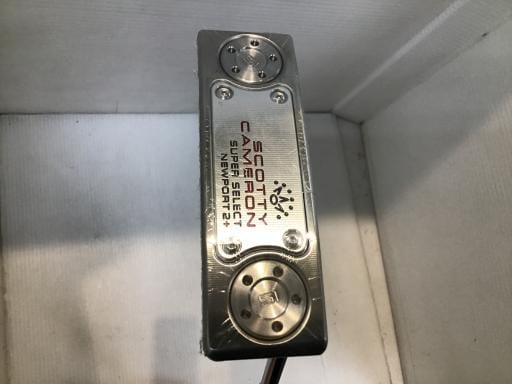 SCOTTY
CAMERON
SUPER SELECT
NEWPORT 2+